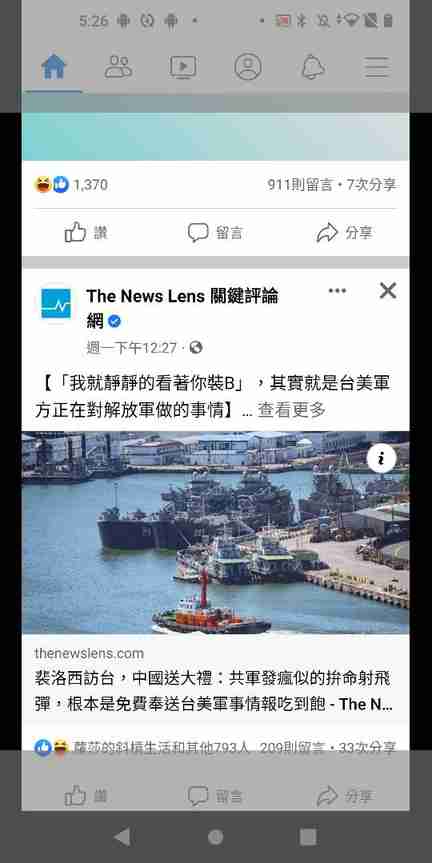 5:26
1,370
911則留言・7次分享
讚
留言
分享
The News Lens 關鍵評論
網
週一下午12:27
【「我就靜靜的看著你裝B」，其實就是台美軍
方正在對解放軍做的事情】... 查看更多
thenewslens.com
裴洛西訪台，中國送大禮：共軍發瘋似的拚命射飛
彈，根本是免費奉送台美軍事情報吃到飽 - The N...
蘿莎的斜槓生活和其他793人
209則留言・33次分享
讚
留言
分享